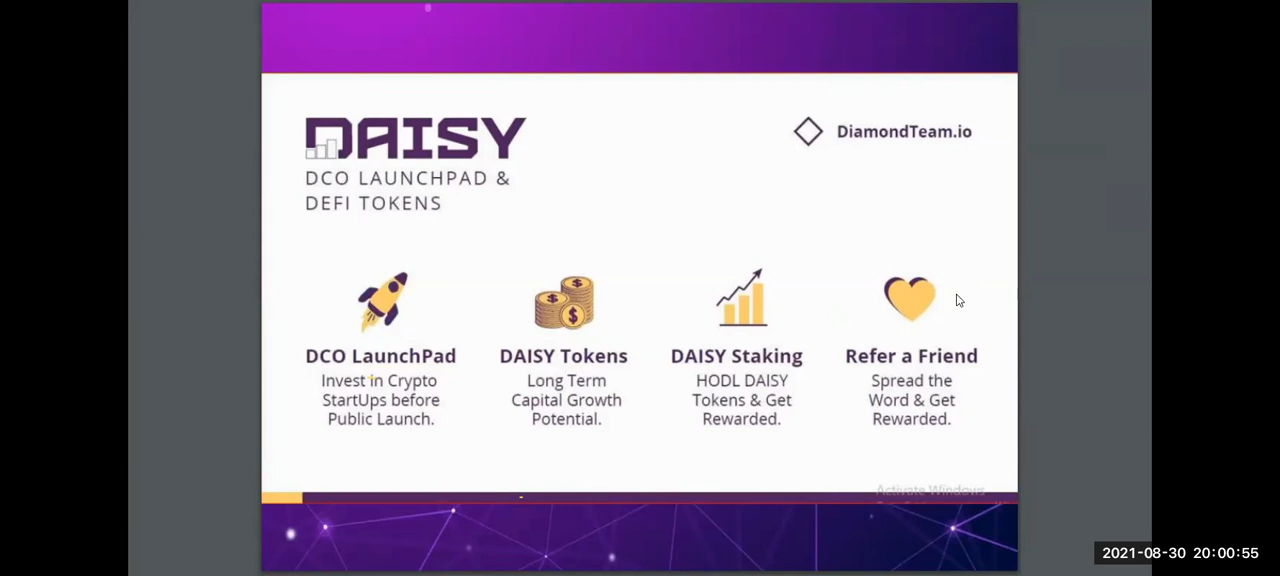 DAISY
DCO LAUNCHPAD &
DEFI TOKENS
DiamondTeam.io
DCO LaunchPad
Invest in Crypto
StartUps before
Public Launch.
DAISY Tokens
Long Term
Capital Growth
Potential.
DAISY Staking
HODL DAISY
Tokens & Get
Rewarded.
Refer a Friend
Spread the
Word & Get
Rewarded.
Activate Windows
2021-08-30 20:00:55